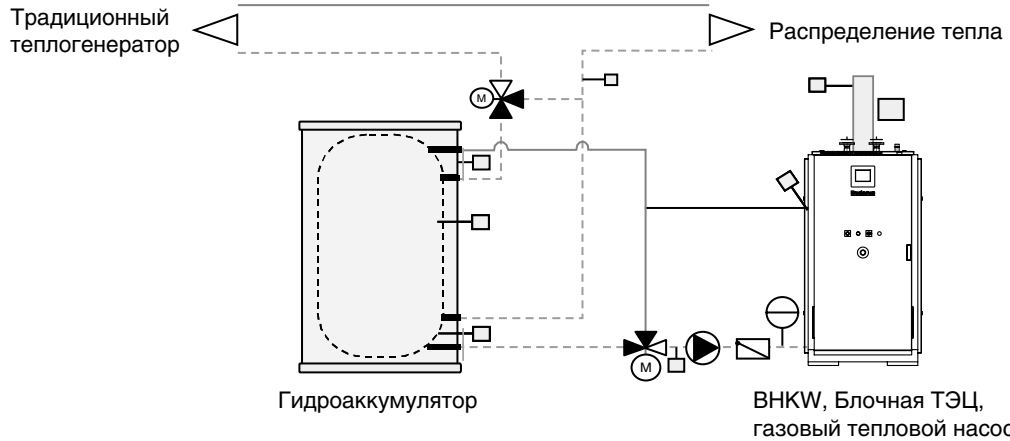 Традиционный
теплогенератор
Распределение тепла
M
M
Гидроаккумулятор
BHKW, Блочная ТЭЦ,
газовый тепловой насос